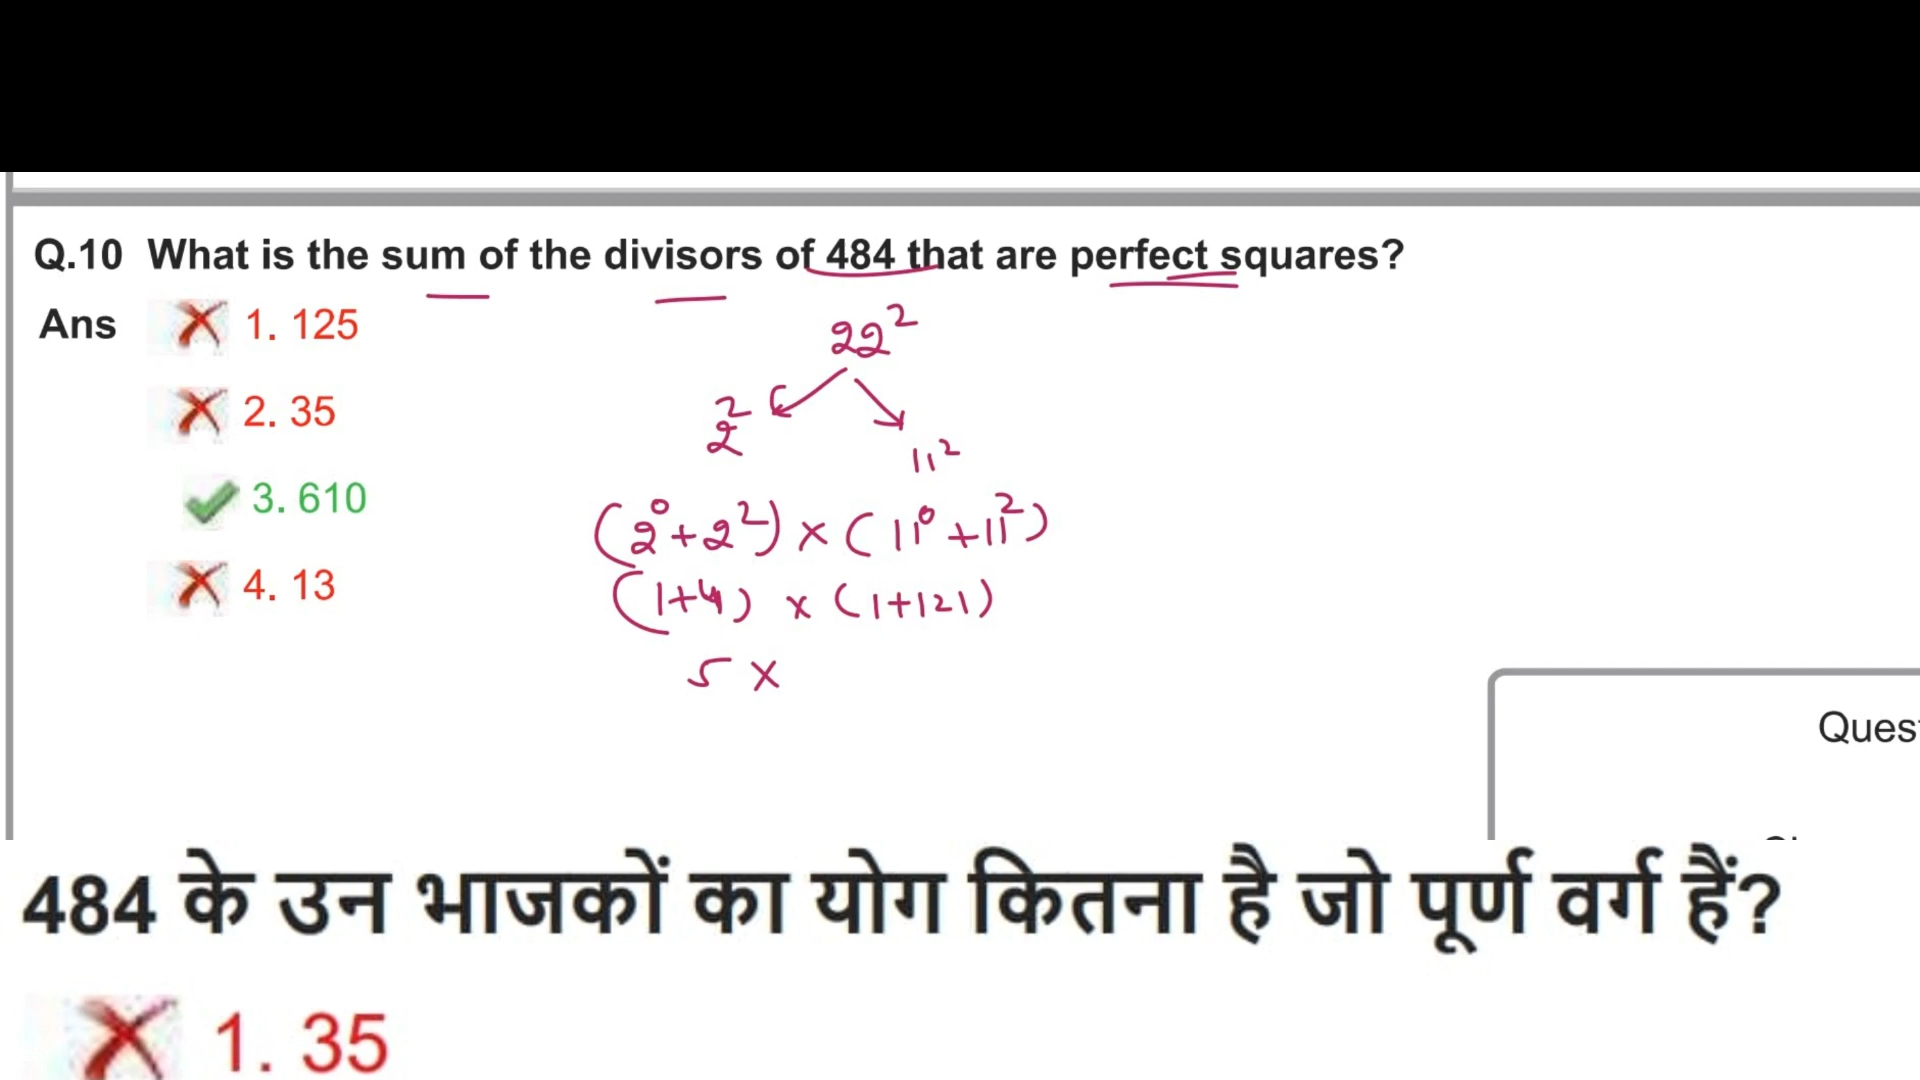 Q.10 What is the sum of the divisors of 484 that are perfect squares?
Ans 1. 125
2. 35
3. 610
4. 13
22²
2² 11²
(2⁰+2²) × (11⁰+11²)
(1+4) × (1+121)
5 ×
Ques
484 के उन भाजकों का योग कितना है जो पूर्ण वर्ग हैं?
1. 35